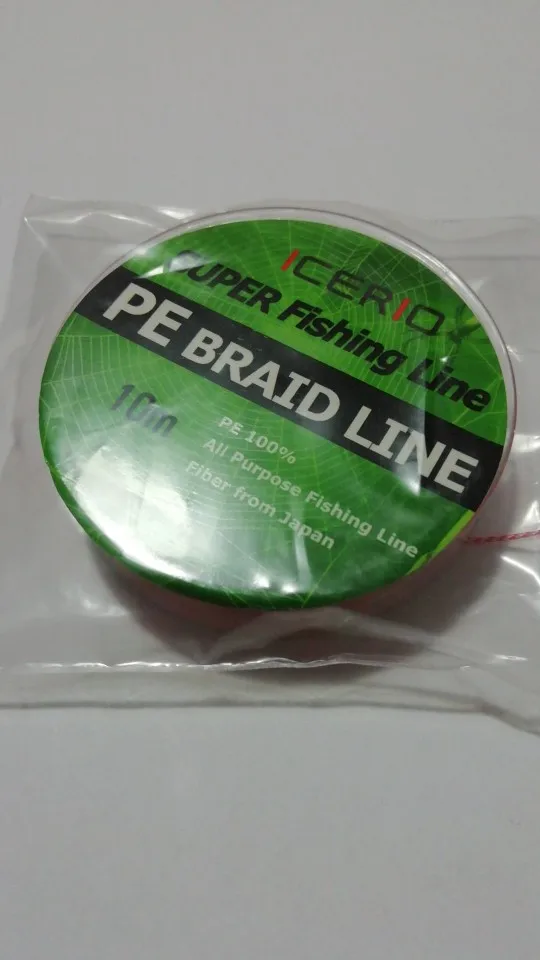 ICERIO
SUPER Fishing Line
PE BRAID LINE
10m
PE 100%
All Purpose Fishing Line
Fiber from Japan